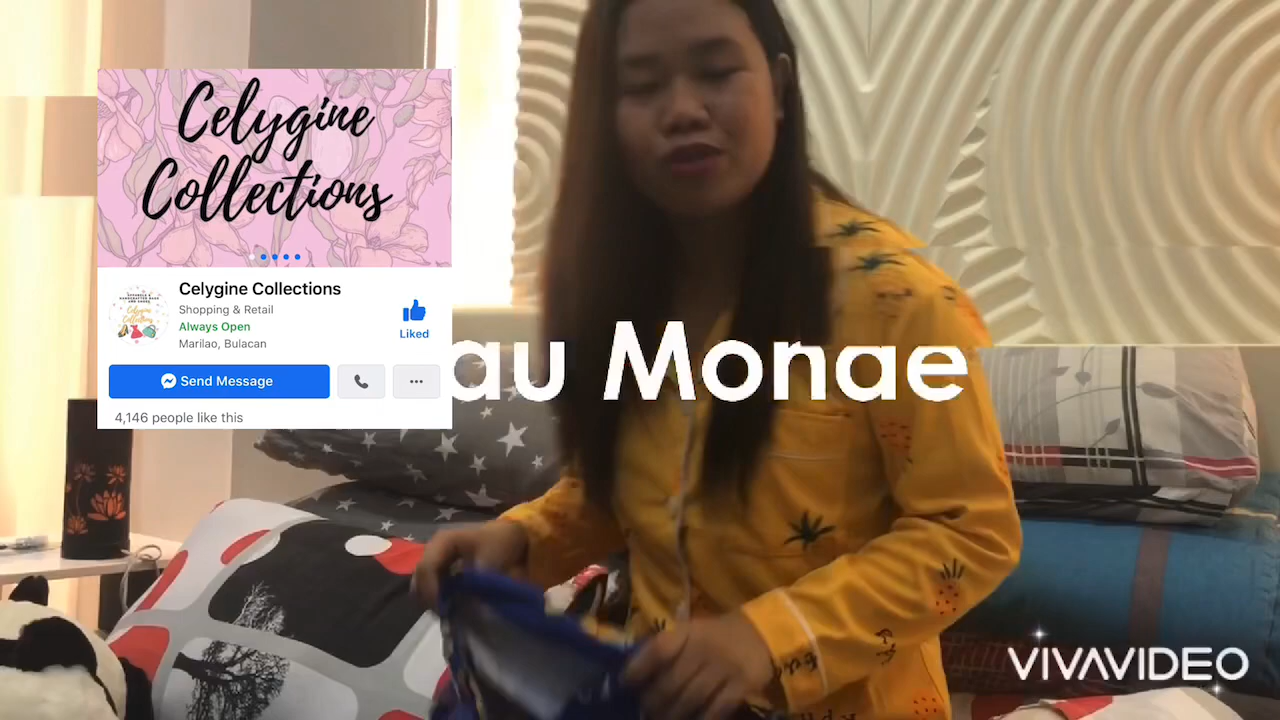 Celygine
Collections
Celygine Collections
Shopping & Retail
Always Open
Marilao, Bulacan
Liked
Send Message
4,146 people like this
au Monae
VIVAVIDEO